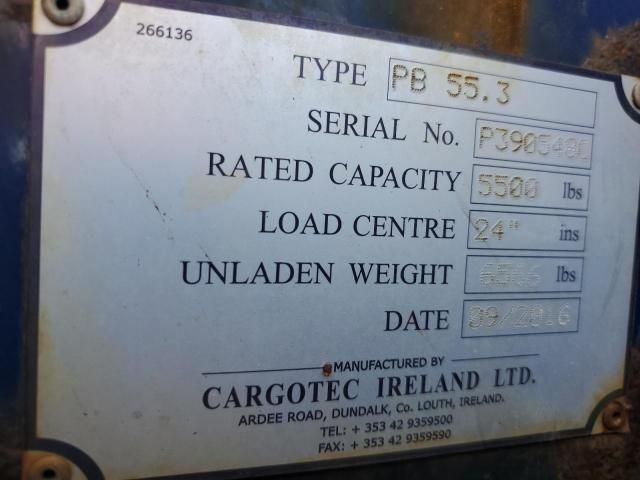 266136
TYPE PB 55.3
SERIAL No.
RATED CAPACITY 5500 lbs
LOAD CENTRE 24" ins
UNLADEN WEIGHT lbs
DATE 09/2016
MANUFACTURED BY
CARGOTEC IRELAND LTD.
ARDEE ROAD, DUNDALK, Co. LOUTH, IRELAND.
TEL: + 353 42 9359500
FAX: + 353 42 9359590